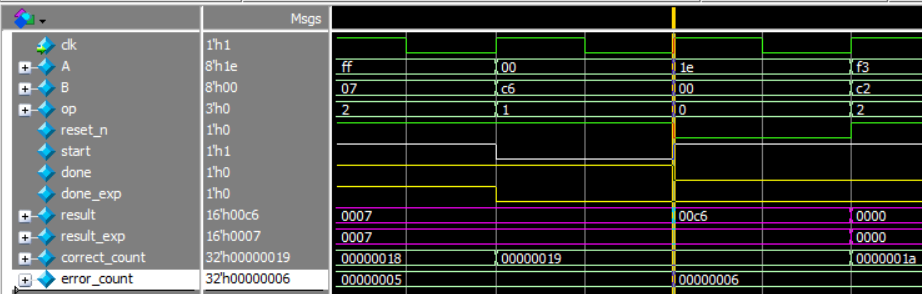 Msgs
clk 1'h1
A 8'h1e ff 00 1e f3
B 8'h00 07 c6 00 c2
op 3'h0 2 1 0 2
reset_n 1'h0
start 1'h1
done 1'h0
done_exp 1'h0
result 16'h00c6 0007 00c6 0000
result_exp 16'h0007 0007 0000
correct_count 32'h00000019 00000018 00000019 0000001a
error_count 32'h00000006 00000005 00000006